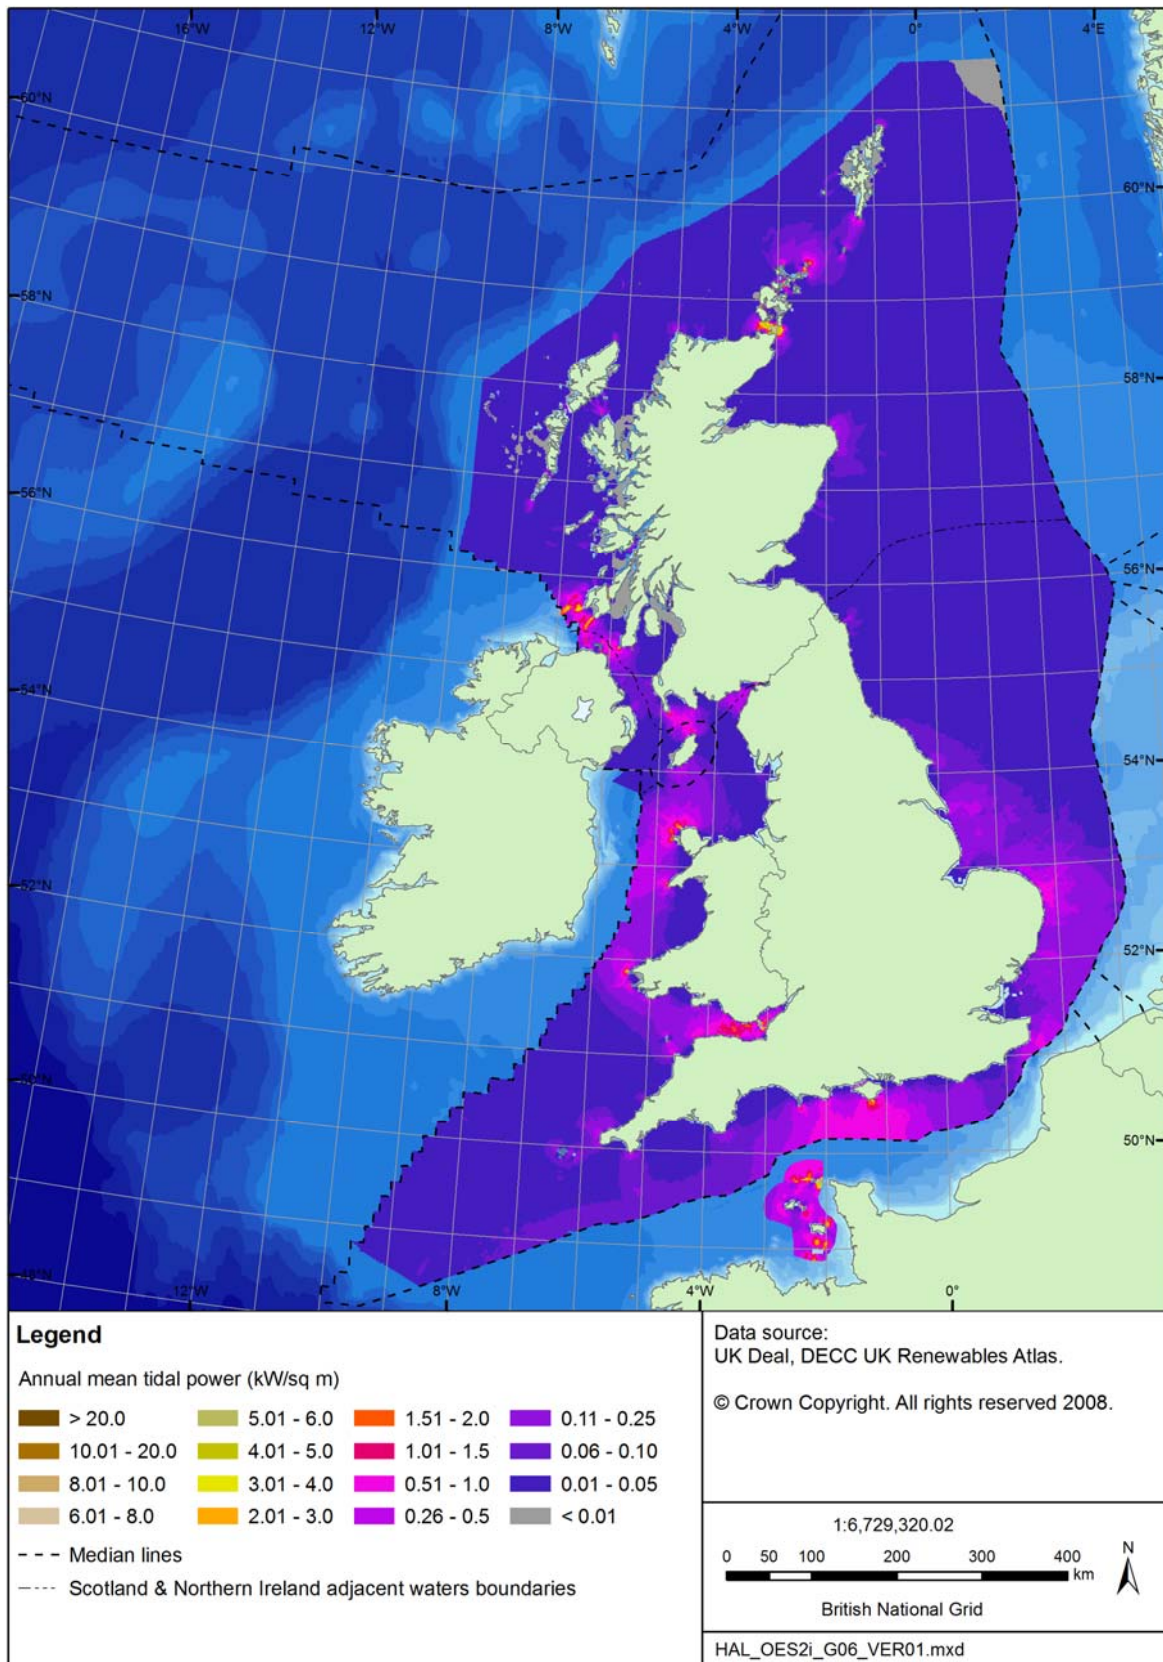 16°W
12°W
8°W
4°W
0°
4°E
60°N
60°N
58°N
58°N
56°N
56°N
54°N
54°N
52°N
52°N
50°N
50°N
48°N
12°W
8°W
4°W
0°
Legend
Annual mean tidal power (kW/sq m)
> 20.0
10.01 - 20.0
8.01 - 10.0
6.01 - 8.0
5.01 - 6.0
4.01 - 5.0
3.01 - 4.0
2.01 - 3.0
1.51 - 2.0
1.01 - 1.5
0.51 - 1.0
0.26 - 0.5
0.11 - 0.25
0.06 - 0.10
0.01 - 0.05
< 0.01
Median lines
Scotland & Northern Ireland adjacent waters boundaries
Data source:
UK Deal, DECC UK Renewables Atlas.
© Crown Copyright. All rights reserved 2008.
1:6,729,320.02
0 50 100 200 300 400
km
N
British National Grid
HAL_OES2i_G06_VER01.mxd